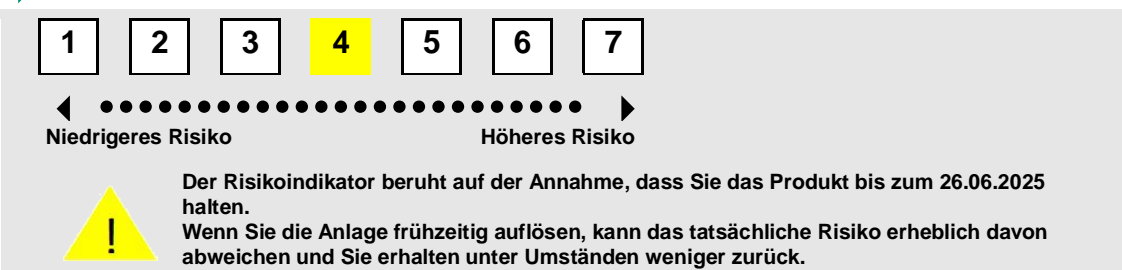 1 2 3 4 5 6 7
Niedrigeres Risiko Höheres Risiko
Der Risikoindikator beruht auf der Annahme, dass Sie das Produkt bis zum 26.06.2025
halten.
Wenn Sie die Anlage frühzeitig auflösen, kann das tatsächliche Risiko erheblich davon
! abweichen und Sie erhalten unter Umständen weniger zurück.